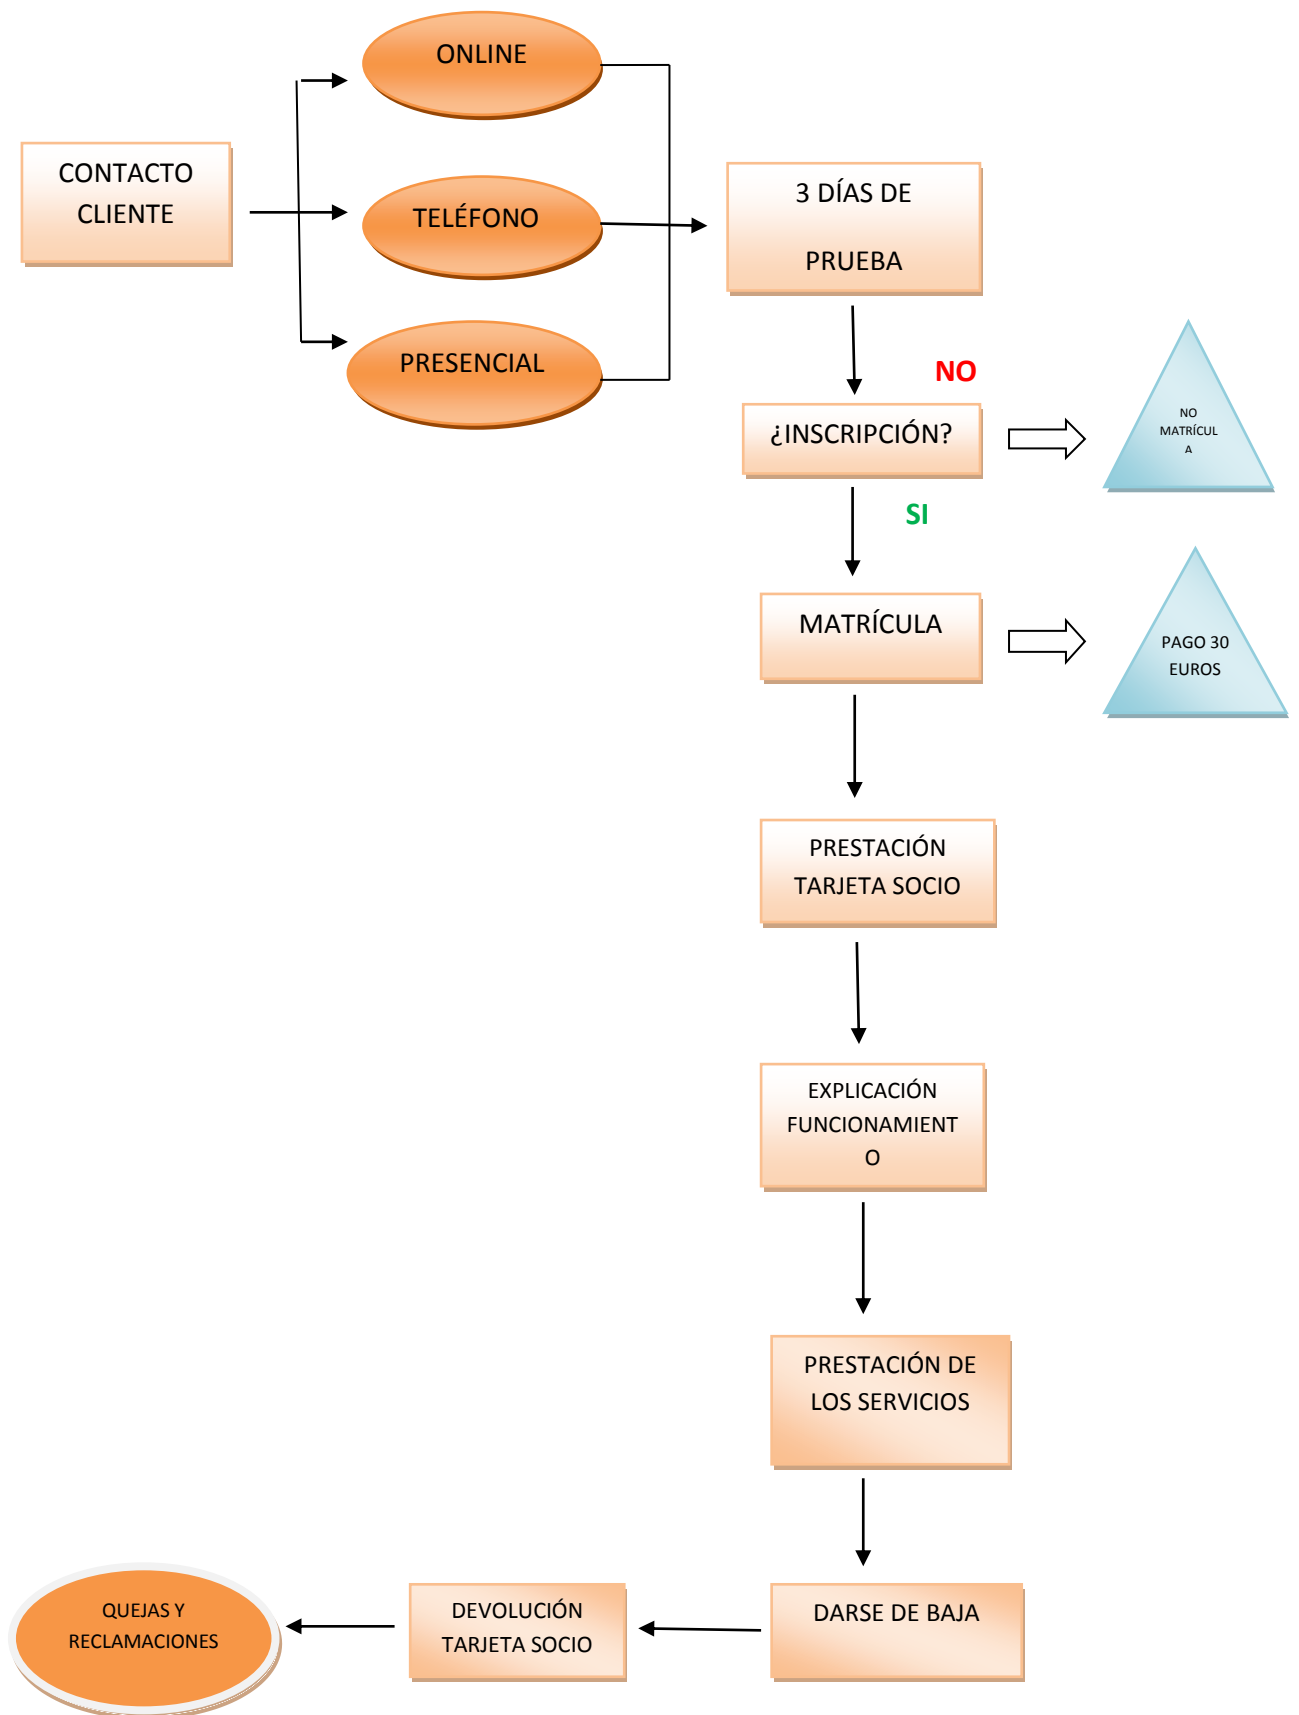 ONLINE
CONTACTO
CLIENTE
TELÉFONO
3 DÍAS DE
PRUEBA
PRESENCIAL
NO
¿INSCRIPCIÓN?
NO
MATRÍCUL
A
SI
MATRÍCULA
PAGO 30
EUROS
PRESTACIÓN
TARJETA SOCIO
EXPLICACIÓN
FUNCIONAMIENT
O
PRESTACIÓN DE
LOS SERVICIOS
DARSE DE BAJA
DEVOLUCIÓN
TARJETA SOCIO
QUEJAS Y
RECLAMACIONES